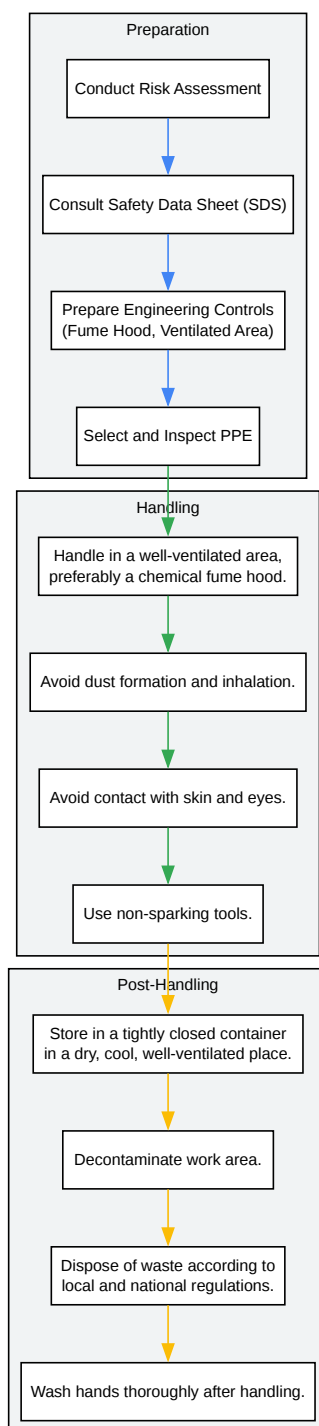 Preparation
Conduct Risk Assessment
Consult Safety Data Sheet (SDS)
Prepare Engineering Controls
(Fume Hood, Ventilated Area)
Select and Inspect PPE
Handling
Handle in a well-ventilated area,
preferably a chemical fume hood.
Avoid dust formation and inhalation.
Avoid contact with skin and eyes.
Use non-sparking tools.
Post-Handling
Store in a tightly closed container
in a dry, cool, well-ventilated place.
Decontaminate work area.
Dispose of waste according to
local and national regulations.
Wash hands thoroughly after handling.